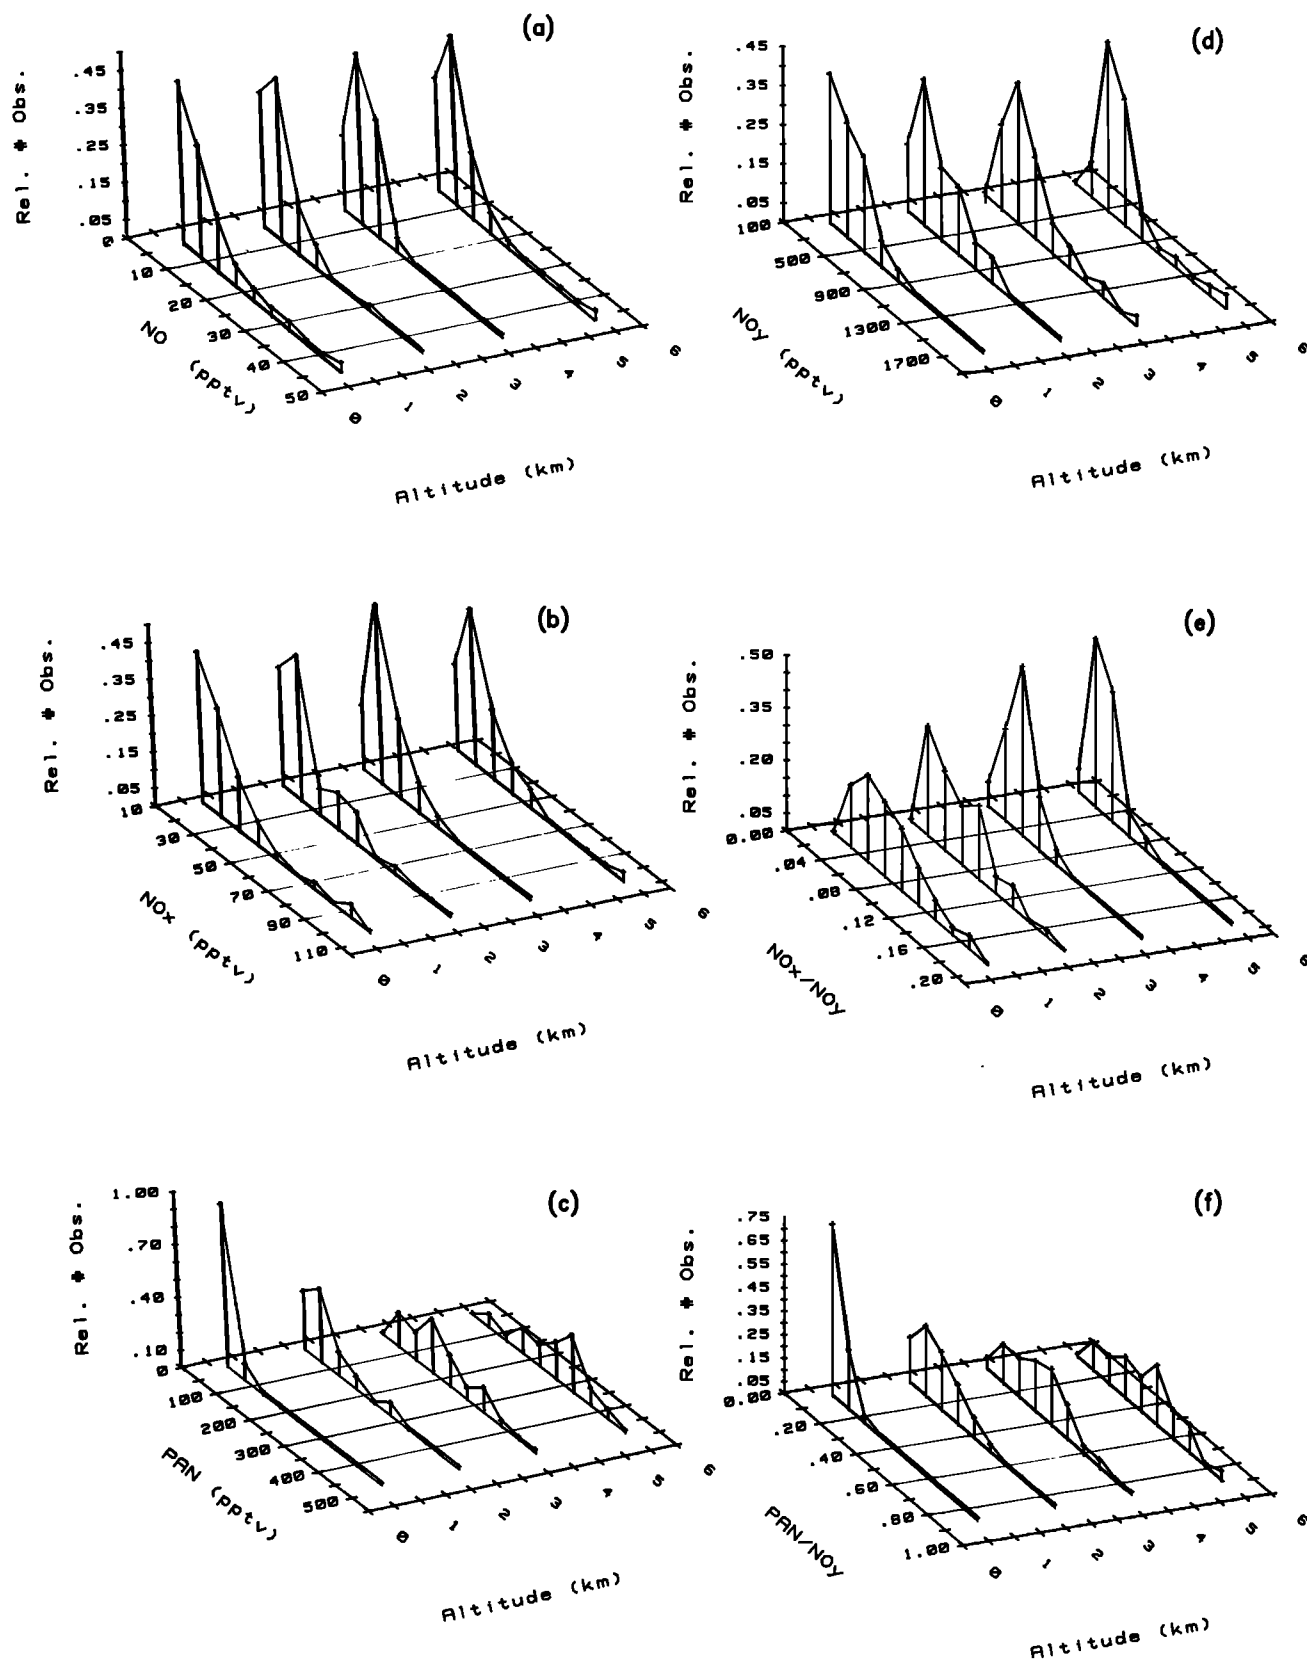 (a)
Rel. # Obs.
.45
.35
.25
.15
.05
0
10
20
30
40
50
NO (pptv)
0 1 2 3 4 5 6
Altitude (km)
(d)
Rel. # Obs.
.45
.35
.25
.15
.05
100
500
900
1300
1700
NOy (pptv)
0 1 2 3 4 5 6
Altitude (km)
(b)
Rel. # Obs.
.45
.35
.25
.15
.05
10
30
50
70
90
110
NOx (pptv)
0 1 2 3 4 5 6
Altitude (km)
(e)
Rel. # Obs.
.50
.35
.20
.05
0.00
.04
.08
.12
.16
.20
NOx/NOy
0 1 2 3 4 5 6
Altitude (km)
(c)
Rel. # Obs.
1.00
.70
.40
.10
0
100
200
300
400
500
PAN (pptv)
0 1 2 3 4 5 6
Altitude (km)
(f)
Rel. # Obs.
.75
.65
.55
.45
.35
.25
.15
.05
0.00
.20
.40
.60
.80
1.00
PAN/NOy
0 1 2 3 4 5 6
Altitude (km)